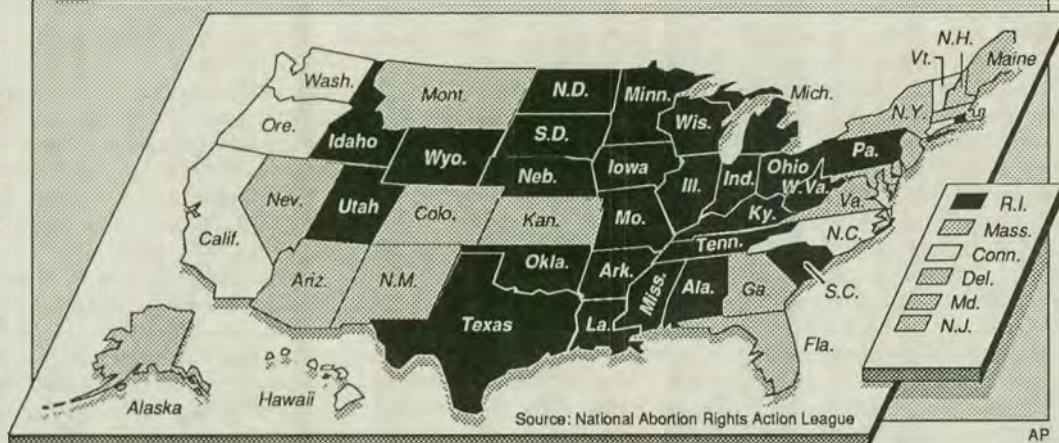 N.H.
Vt.
Maine
Wash.
Mont.
N.D.
Minn.
Mich.
N.Y.
Ore.
Idaho
S.D.
Wis.
Wyo.
Pa.
Iowa
Ohio
Neb.
Ill.
Ind.
W.Va.
Nev.
Utah
Colo.
Kan.
Mo.
Ky.
Va.
R.I.
Calif.
N.C.
Mass.
Tenn.
Conn.
Okla.
Ark.
Ariz.
N.M.
Miss.
Ala.
Ga.
S.C.
Del.
Md.
Texas
La.
N.J.
Fla.
Alaska
Hawaii
Source: National Abortion Rights Action League
AP